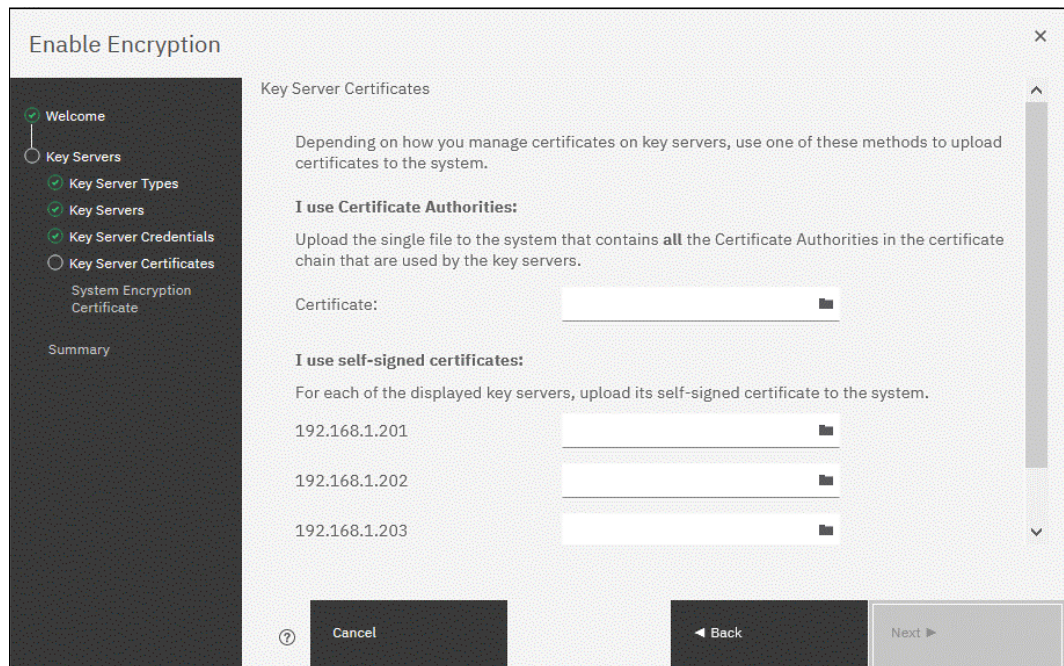 Enable Encryption
Welcome
Key Servers
Key Server Types
Key Servers
Key Server Credentials
Key Server Certificates
System Encryption
Certificate
Summary
Key Server Certificates
Depending on how you manage certificates on key servers, use one of these methods to upload
certificates to the system.
I use Certificate Authorities:
Upload the single file to the system that contains all the Certificate Authorities in the certificate
chain that are used by the key servers.
Certificate:
I use self-signed certificates:
For each of the displayed key servers, upload its self-signed certificate to the system.
192.168.1.201
192.168.1.202
192.168.1.203
? Cancel ◄ Back Next ►